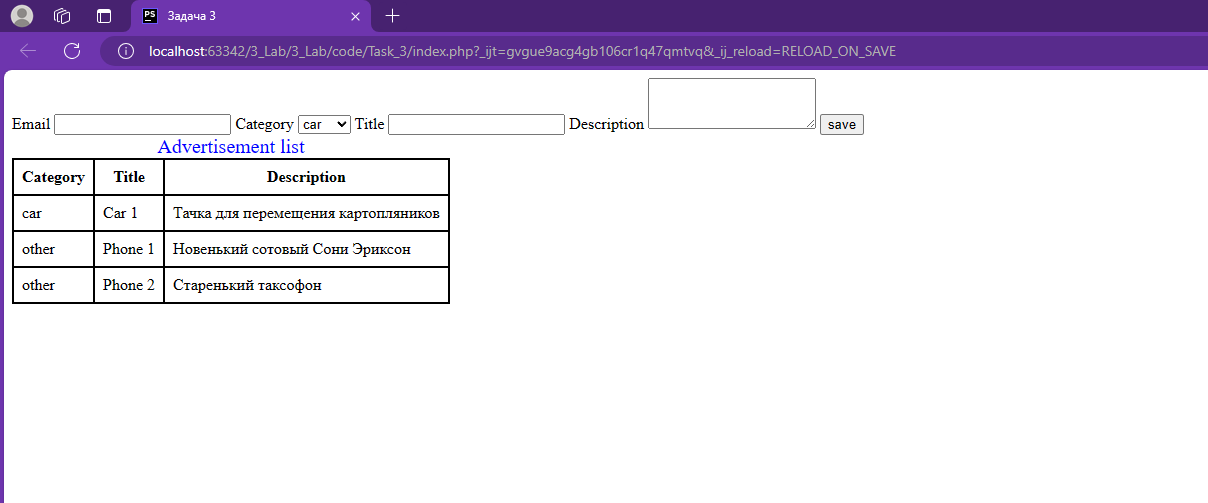 PS Задача 3
localhost:63342/3_Lab/3_Lab/code/Task_3/index.php?_ijt=gvgue9acg4gb106cr1q47qmtvq&_ij_reload=RELOAD_ON_SAVE
Email Category car Title Description save
Advertisement list
Category Title Description
car Car 1 Тачка для перемещения картопляников
other Phone 1 Новенький сотовый Сони Эриксон
other Phone 2 Старенький таксофон